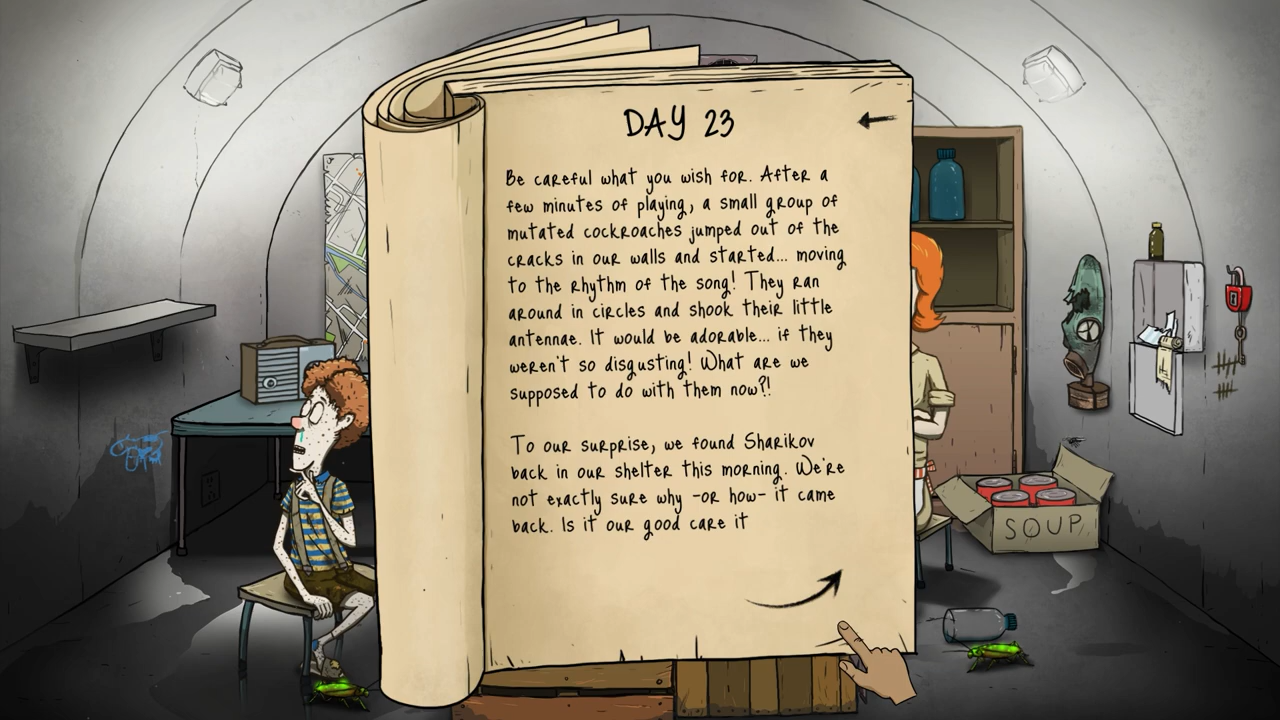 DAY 23
Be careful what you wish for. After a
few minutes of playing, a small group of
mutated cockroaches jumped out of the
cracks in our walls and started... moving
to the rhythm of the song! They ran
around in circles and shook their little
antennae. It would be adorable... if they
weren't so disgusting! What are we
supposed to do with them now?!
To our surprise, we found Sharikov
back in our shelter this morning. We're
not exactly sure why -or how- it came
back. Is it our good care it
SOUP